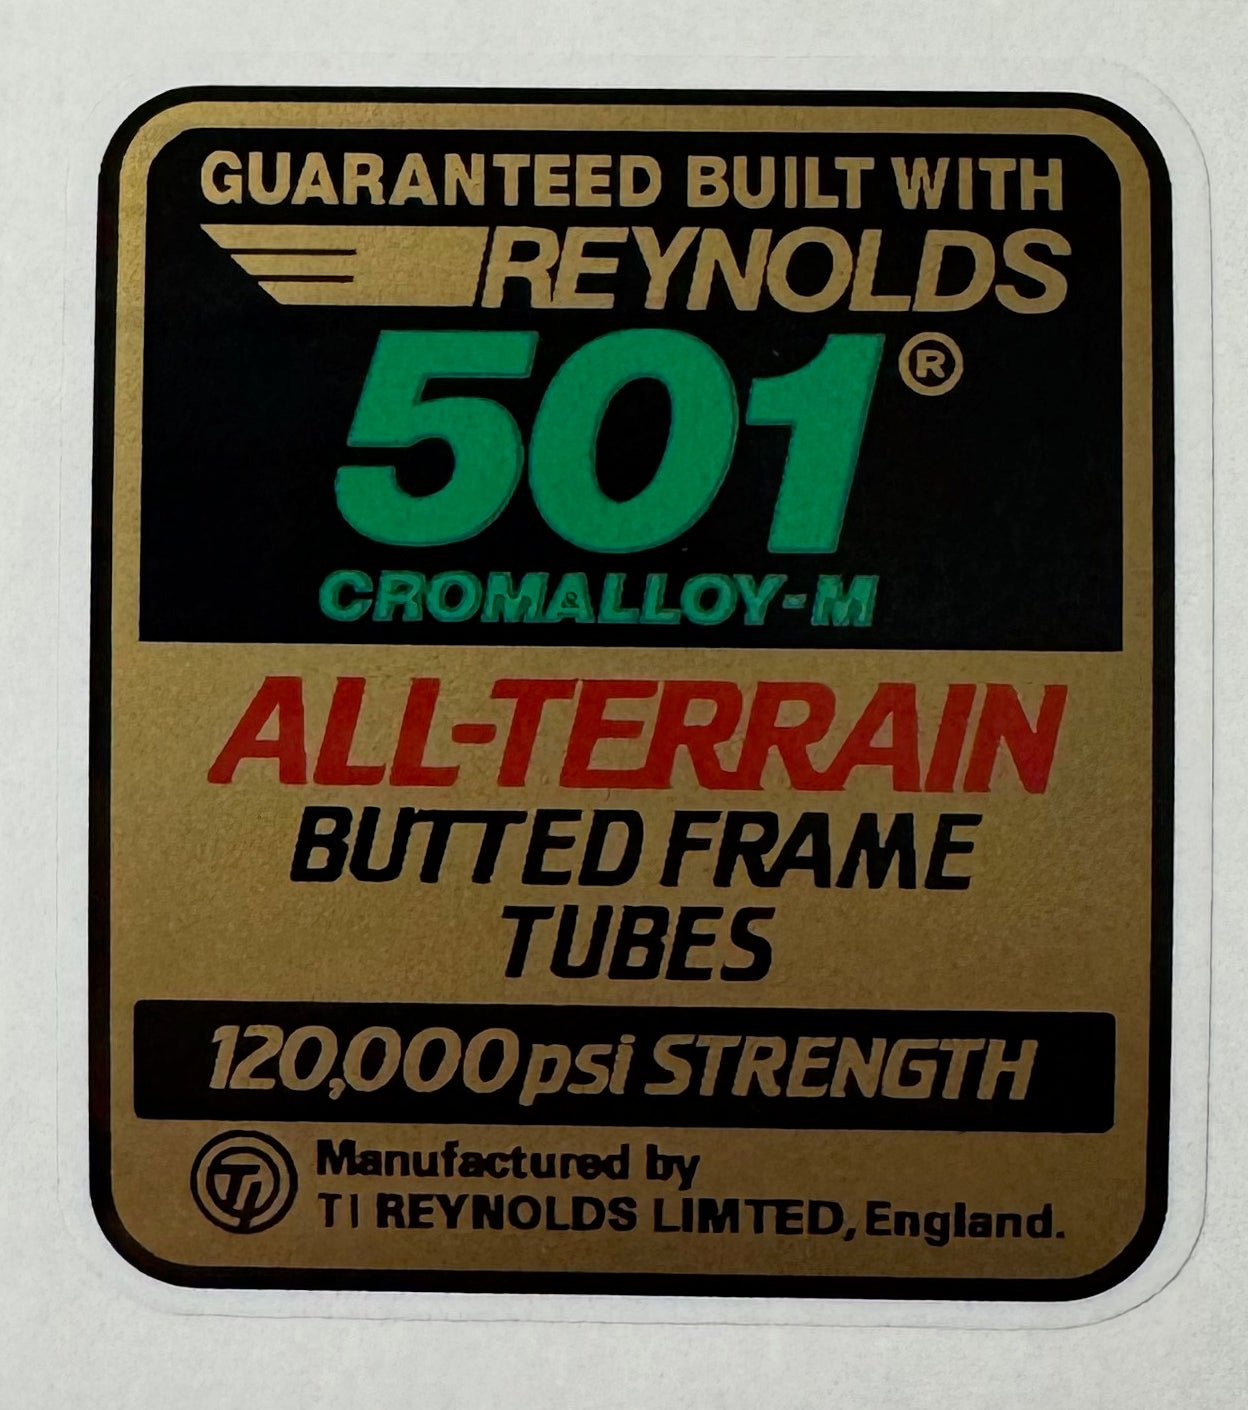 GUARANTEED BUILT WITH
REYNOLDS
501®
CROMALLOY-M
ALL-TERRAIN
BUTTED FRAME
TUBES
120,000psi STRENGTH
TI
Manufactured by
TI REYNOLDS LIMTED, England.